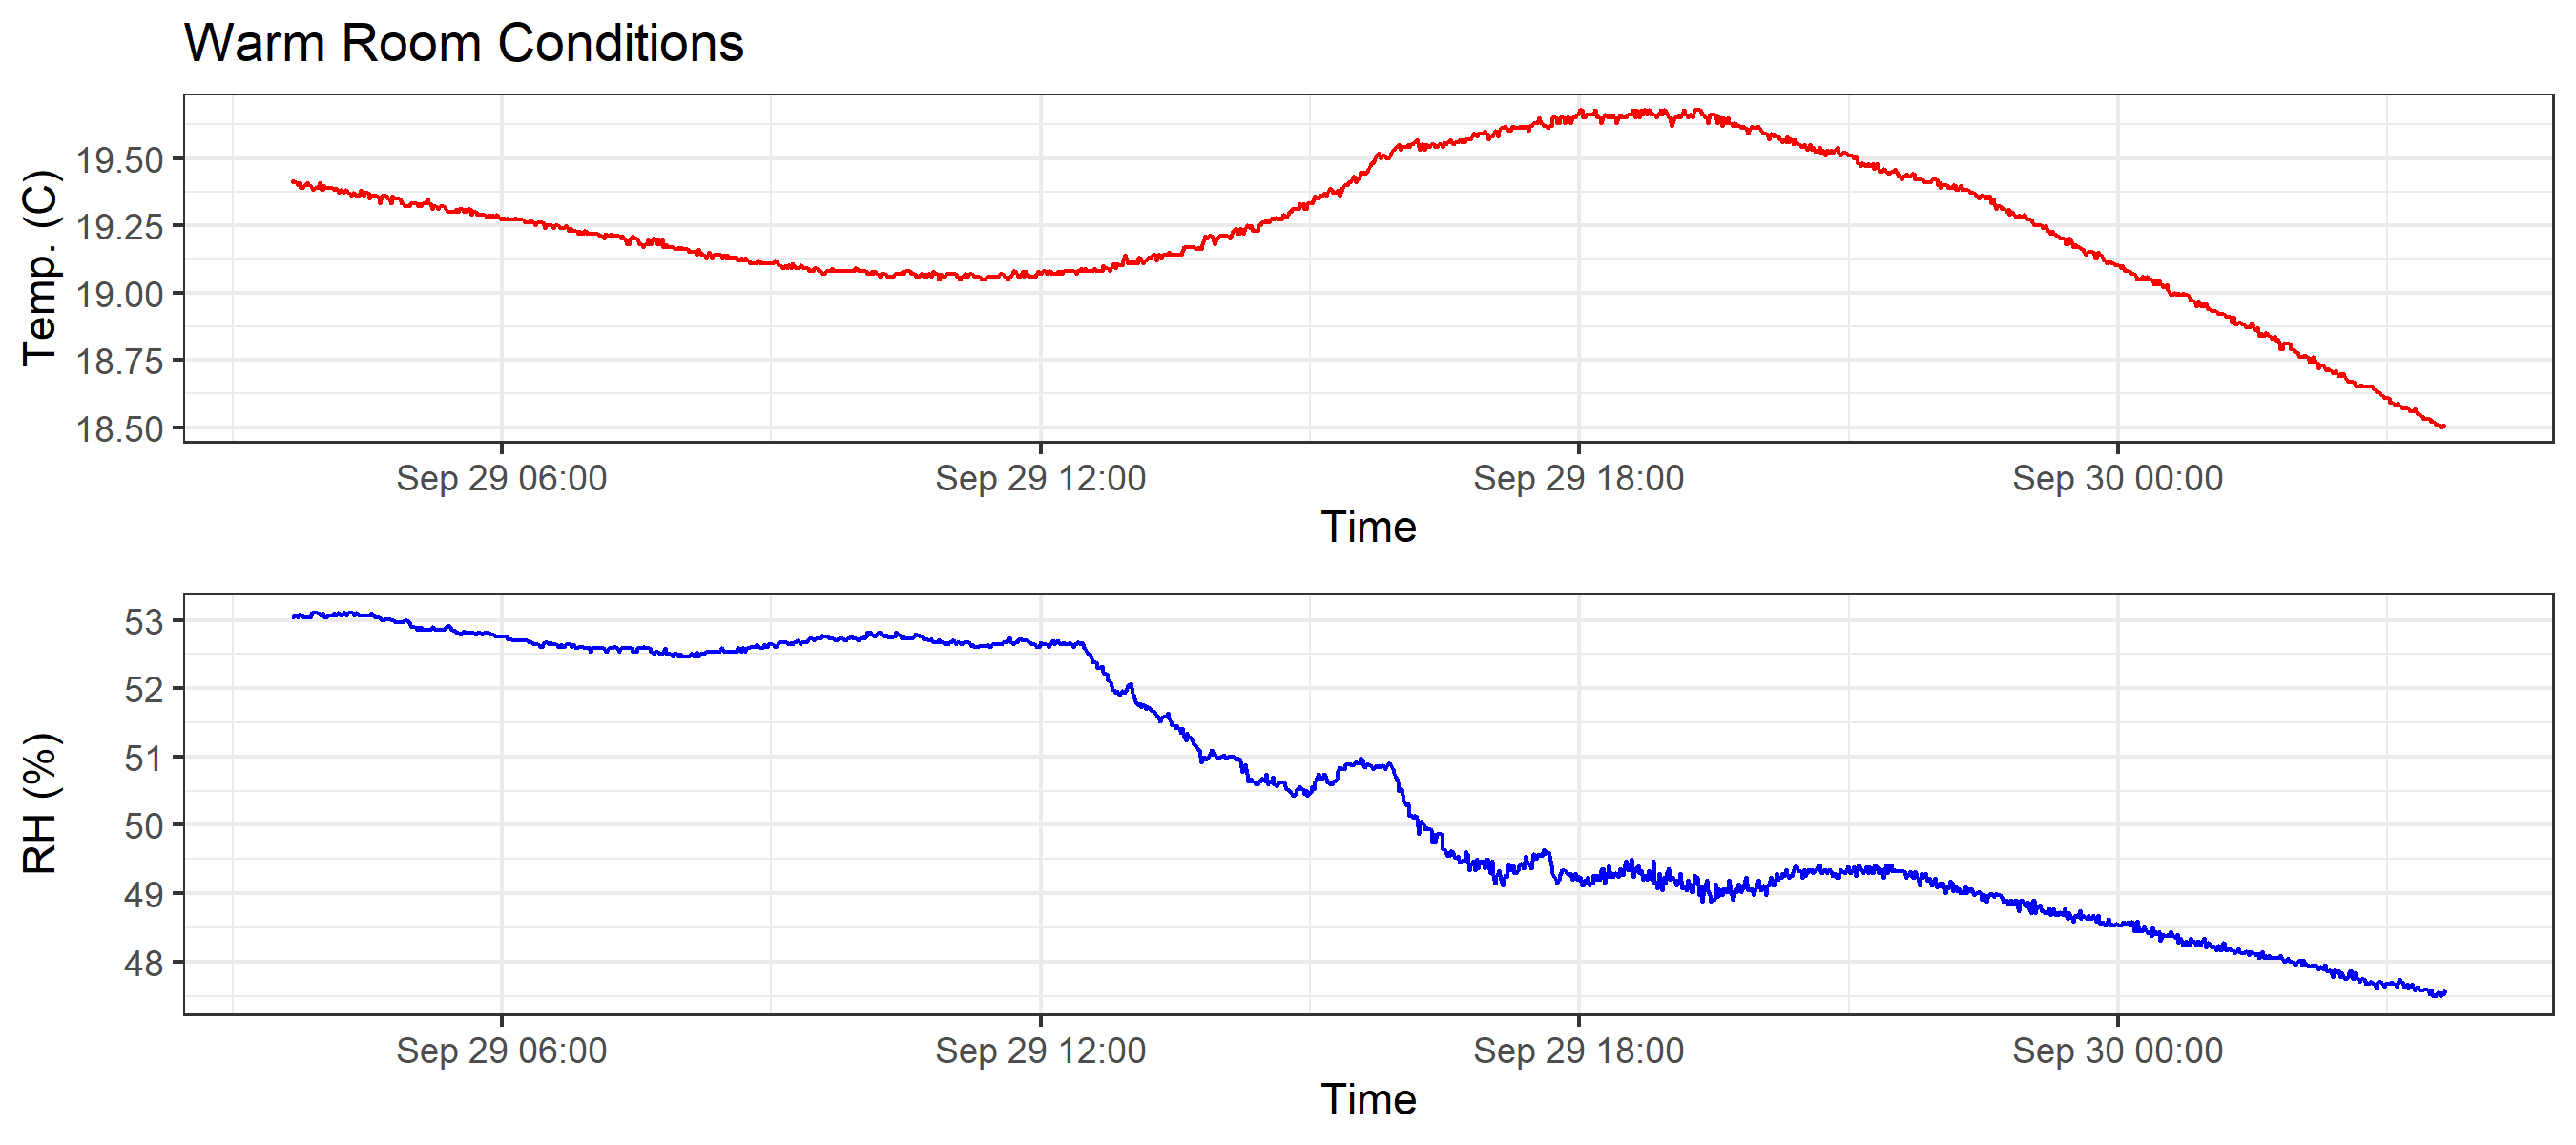 Warm Room Conditions
Temp. (C)
19.50
19.25
19.00
18.75
18.50
Sep 29 06:00 Sep 29 12:00 Sep 29 18:00 Sep 30 00:00
Time
RH (%)
53
52
51
50
49
48
Sep 29 06:00 Sep 29 12:00 Sep 29 18:00 Sep 30 00:00
Time